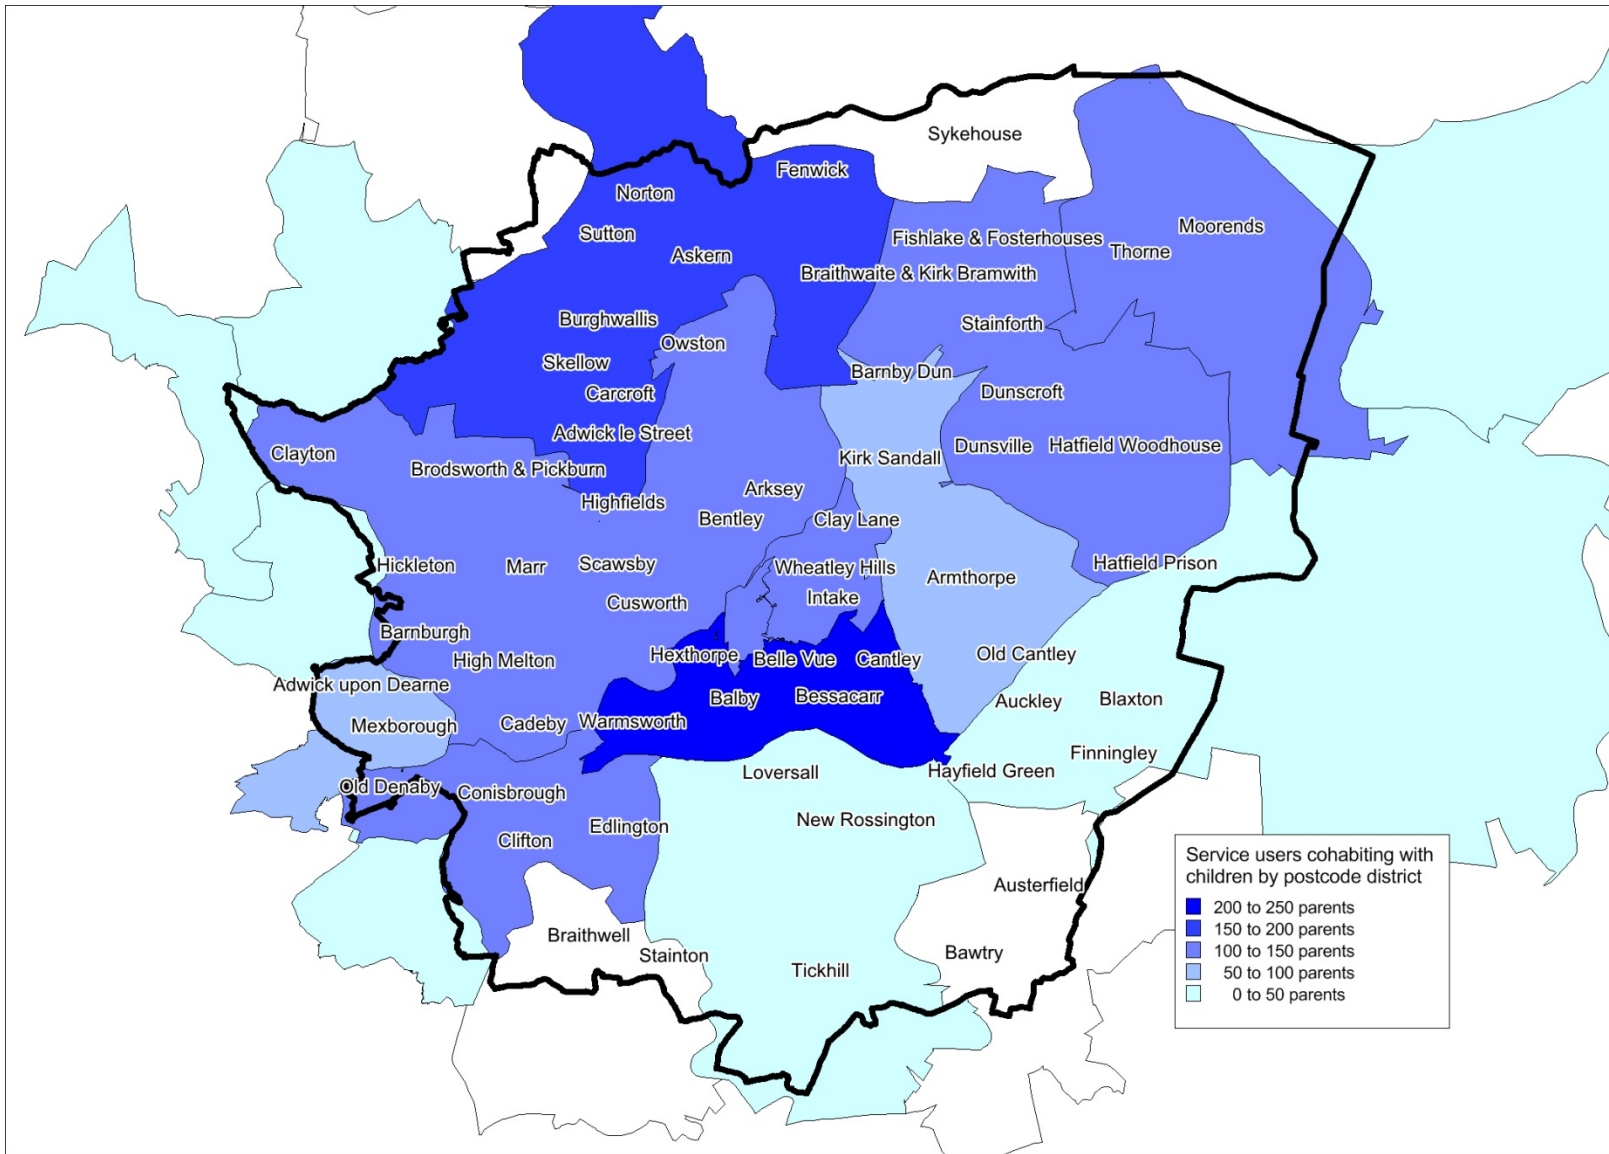 Sykehouse
Fenwick
Norton
Moorends
Sutton
Fishlake & Fosterhouses
Thorne
Askern
Braithwaite & Kirk Bramwith
Burghwallis
Stainforth
Owston
Skellow
Barnby Dun
Carcroft
Dunscroft
Adwick le Street
Clayton
Dunsville
Hatfield Woodhouse
Kirk Sandall
Brodsworth & Pickburn
Arksey
Highfields
Bentley
Clay Lane
Hickleton
Marr
Scawsby
Wheatley Hills
Hatfield Prison
Armthorpe
Intake
Cusworth
Barnburgh
High Melton
Hexthorpe
Belle Vue
Cantley
Old Cantley
Adwick upon Dearne
Balby
Bessacarr
Auckley
Blaxton
Mexborough
Cadeby
Warmsworth
Finningley
Loversall
Hayfield Green
Old Denaby
Conisbrough
New Rossington
Edlington
Clifton
Austerfield
Braithwell
Stainton
Bawtry
Tickhill
Service users cohabiting with
children by postcode district
200 to 250 parents
150 to 200 parents
100 to 150 parents
50 to 100 parents
0 to 50 parents